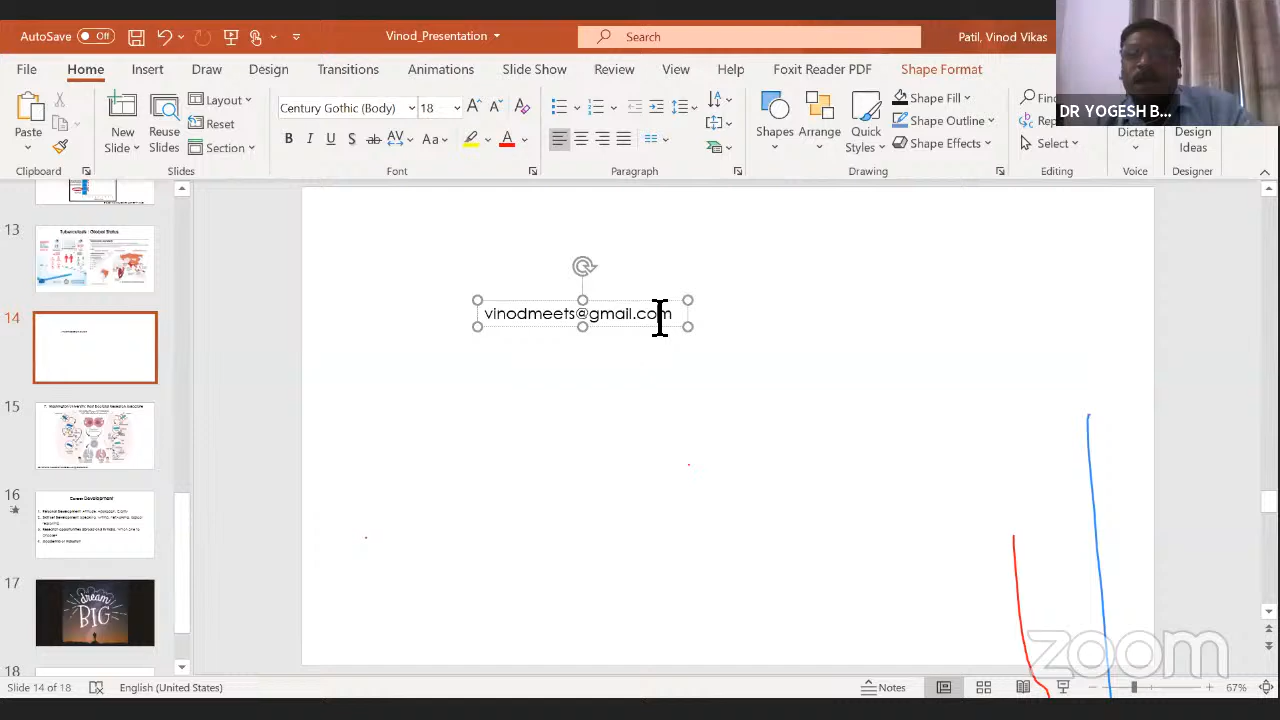 AutoSave Off Vinod_Presentation Search Patil, Vinod Vikas
DR YOGESH B...
File Home Insert Draw Design Transitions Animations Slide Show Review View Help Foxit Reader PDF Shape Format
Paste
New Slide
Reuse Slides
Layout
Reset
Section
Century Gothic (Body) 18
Shapes
Arrange
Quick Styles
Shape Fill
Shape Outline
Shape Effects
Select
Dictate
Design Ideas
Clipboard Slides Font Paragraph Drawing Editing Voice Designer
13
Tuberculosis: Global Status
14
vinodmeets@gmail.com
15
16
Career Development
17
dream
BIG
18
zoom
Slide 14 of 18 English (United States) Notes 67%